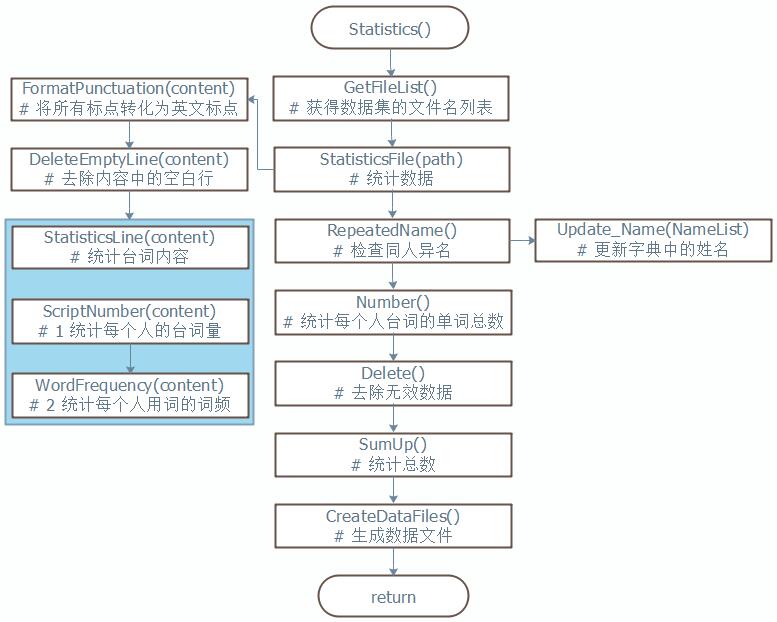 Statistics()
GetFileList()
# 获得数据集的文件名列表
StatisticsFile(path)
# 统计数据
FormatPunctuation(content)
# 将所有标点转化为英文标点
DeleteEmptyLine(content)
# 去除内容中的空白行
StatisticsLine(content)
# 统计台词内容
ScriptNumber(content)
# 1 统计每个人的台词量
WordFrequency(content)
# 2 统计每个人用词的词频
RepeatedName()
# 检查同人异名
Update_Name(NameList)
# 更新字典中的姓名
Number()
# 统计每个人台词的单词总数
Delete()
# 去除无效数据
SumUp()
# 统计总数
CreateDataFiles()
# 生成数据文件
return